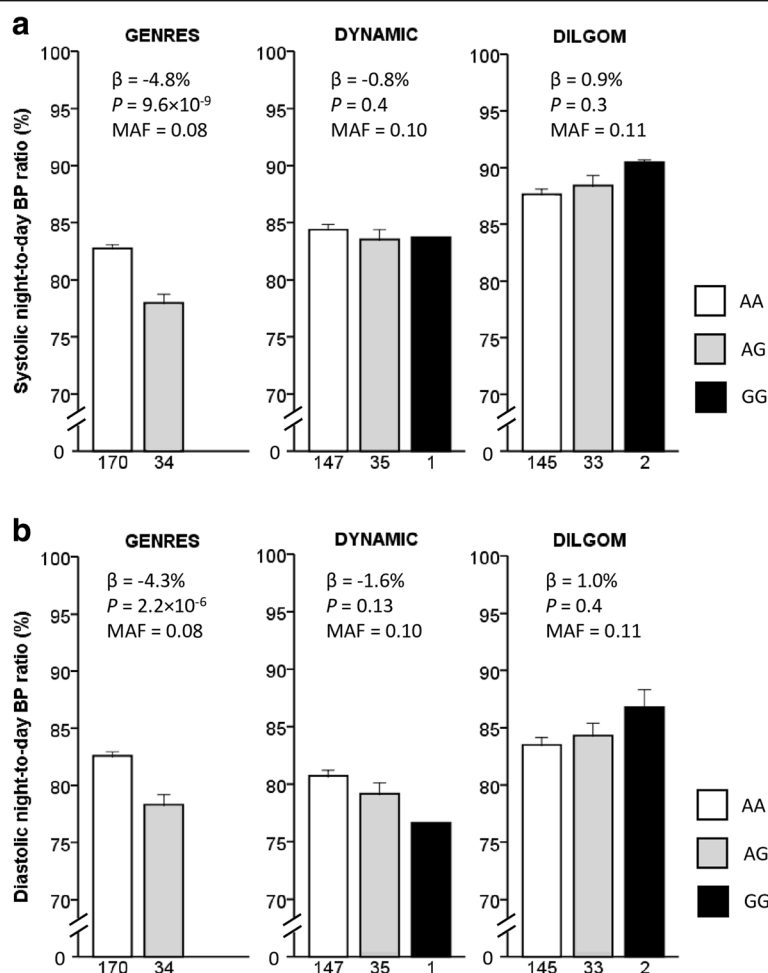 a
GENRES DYNAMIC DILGOM
β = -4.8% β = -0.8% β = 0.9%
P = 9.6×10⁻⁹ P = 0.4 P = 0.3
MAF = 0.08 MAF = 0.10 MAF = 0.11
Systolic night-to-day BP ratio (%)
100 100 100
95 95 95
90 90 90
85 85 85
80 80 80
75 75 75
70 70 70
0 0 0
170 34 147 35 1 145 33 2
AA
AG
GG
b
GENRES DYNAMIC DILGOM
β = -4.3% β = -1.6% β = 1.0%
P = 2.2×10⁻⁶ P = 0.13 P = 0.4
MAF = 0.08 MAF = 0.10 MAF = 0.11
Diastolic night-to-day BP ratio (%)
100 100 100
95 95 95
90 90 90
85 85 85
80 80 80
75 75 75
70 70 70
0 0 0
170 34 147 35 1 145 33 2
AA
AG
GG